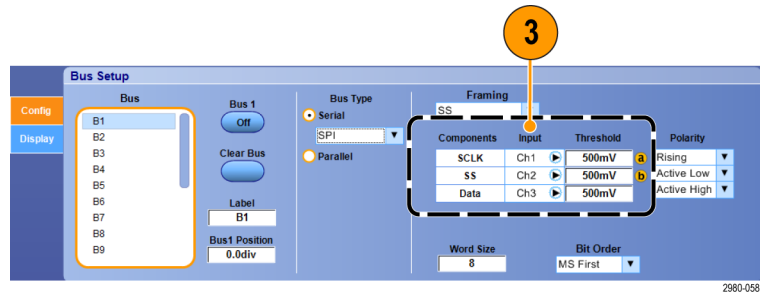 3
Bus Setup
Config
Display
Bus
B1
B2
B3
B4
B5
B6
B7
B8
B9
Bus 1
Off
Clear Bus
Label
B1
Bus1 Position
0.0div
Bus Type
Serial
SPI
Parallel
Framing
SS
Components Input Threshold Polarity
SCLK Ch1 500mV a Rising
SS Ch2 500mV b Active Low
Data Ch3 500mV Active High
Word Size Bit Order
8 MS First
2980-058